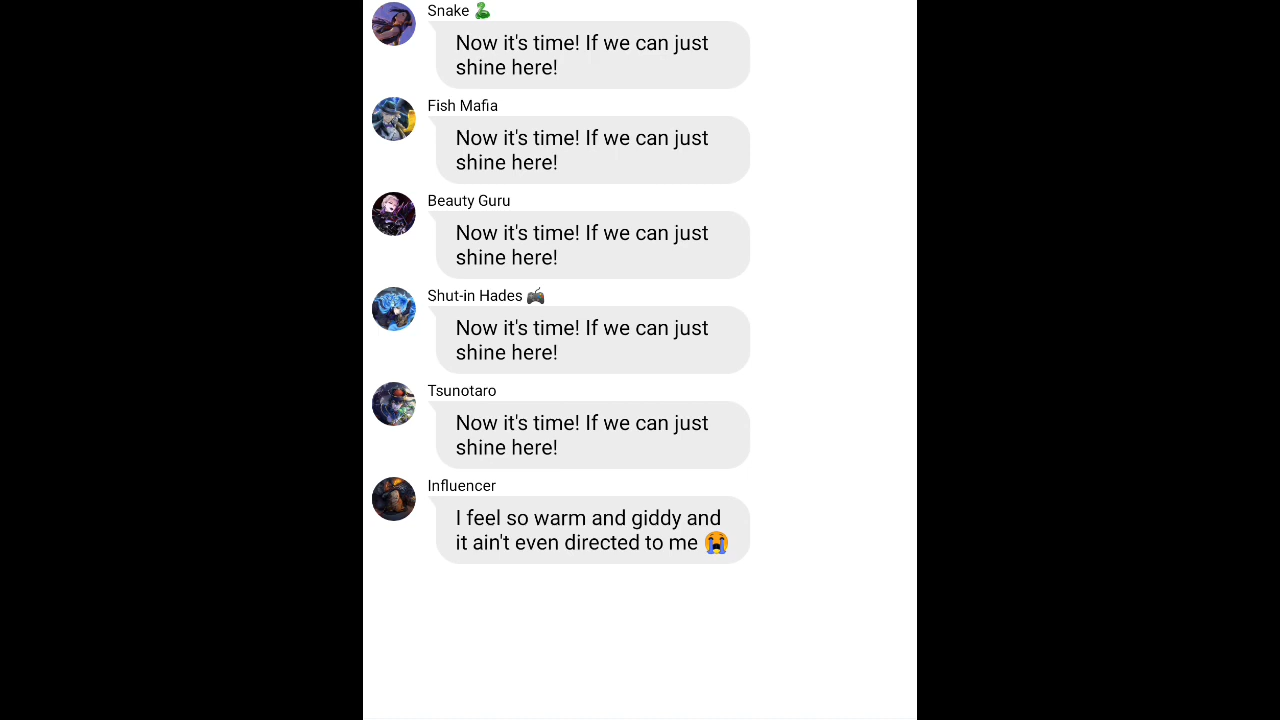 Snake 🐍
Now it's time! If we can just
shine here!
Fish Mafia
Now it's time! If we can just
shine here!
Beauty Guru
Now it's time! If we can just
shine here!
Shut-in Hades 🎮
Now it's time! If we can just
shine here!
Tsunotaro
Now it's time! If we can just
shine here!
Influencer
I feel so warm and giddy and
it ain't even directed to me 😭